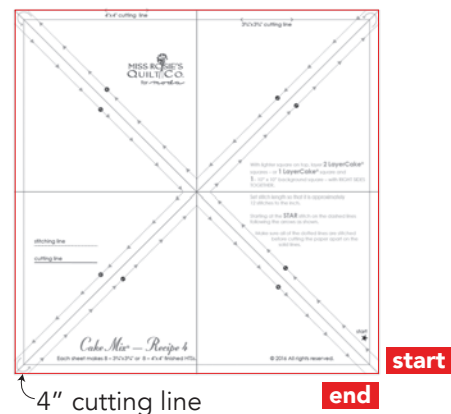 4"x4" cutting line
3½"x3½" cutting line
MISS ROSIE'S
QUILT CO.
for moda
With lighter square on top, layer 2 LayerCake®
squares - or 1 LayerCake® square and
1 - 10" x 10" background square - with RIGHT SIDES
TOGETHER.
Set stitch length so that it is approximately
15 stitches to the inch.
Starting at the STAR stitch on the dashed lines
following the arrows as shown.
Make sure all of the dashed lines are stitched
before cutting the paper apart on the
solid lines.
stitching line
cutting line
start
Cake Mix® — Recipe 4
Each sheet makes 8 - 3½"x3½" or 8 - 4"x4" finished HSTs.
© 2016 All rights reserved.
start
end
4" cutting line